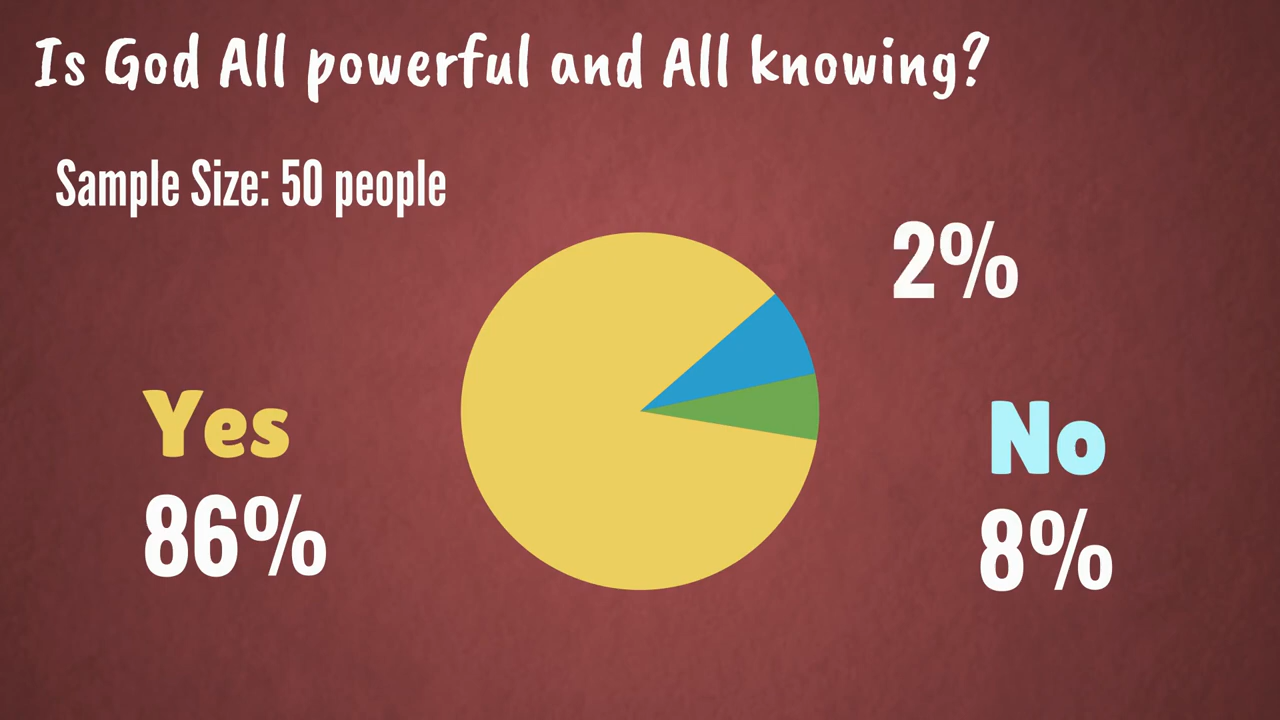 Is God All powerful and All knowing?
Sample Size: 50 people
2%
Yes
86%
No
8%